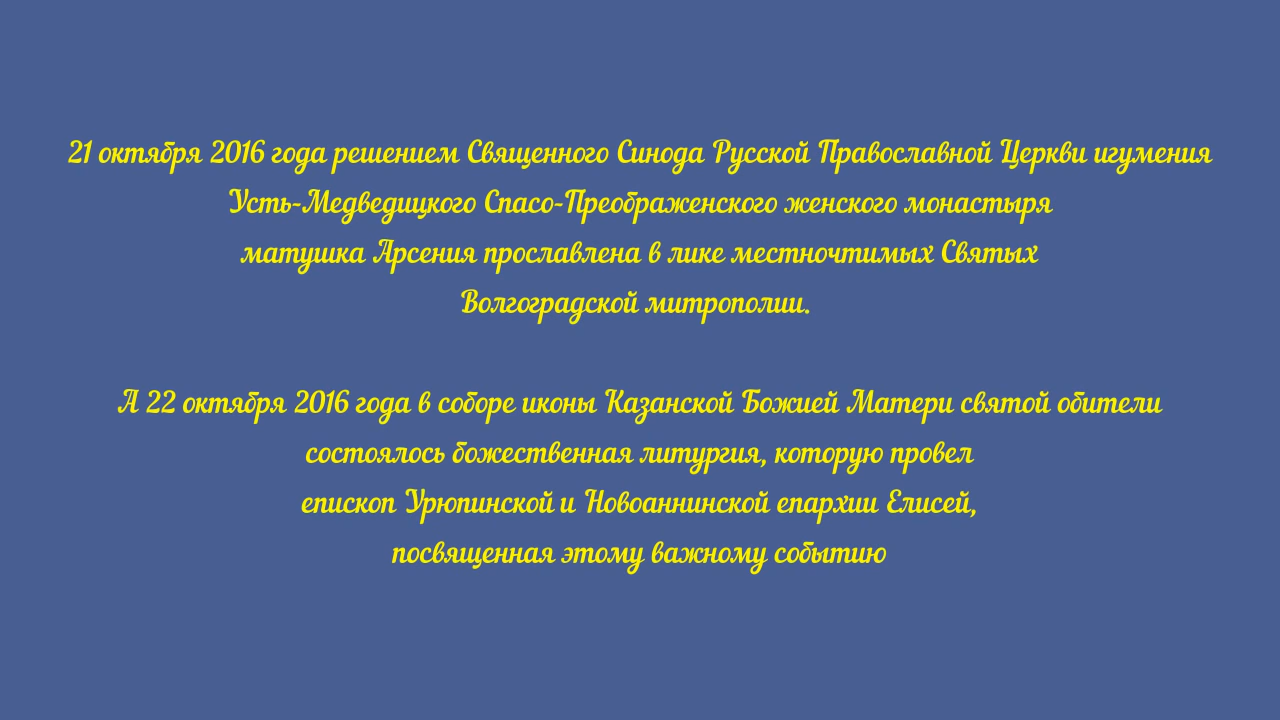 21 октября 2016 года решением Священного Синода Русской Православной Церкви игумения
Усть-Медведицкого Спасо-Преображенского женского монастыря
матушка Арсения прославлена в лике местночтимых Святых
Волгоградской митрополии.
А 22 октября 2016 года в соборе иконы Казанской Божией Матери святой обители
состоялось божественная литургия, которую провел
епископ Урюпинской и Новоаннинской епархии Елисей,
посвященная этому важному событию